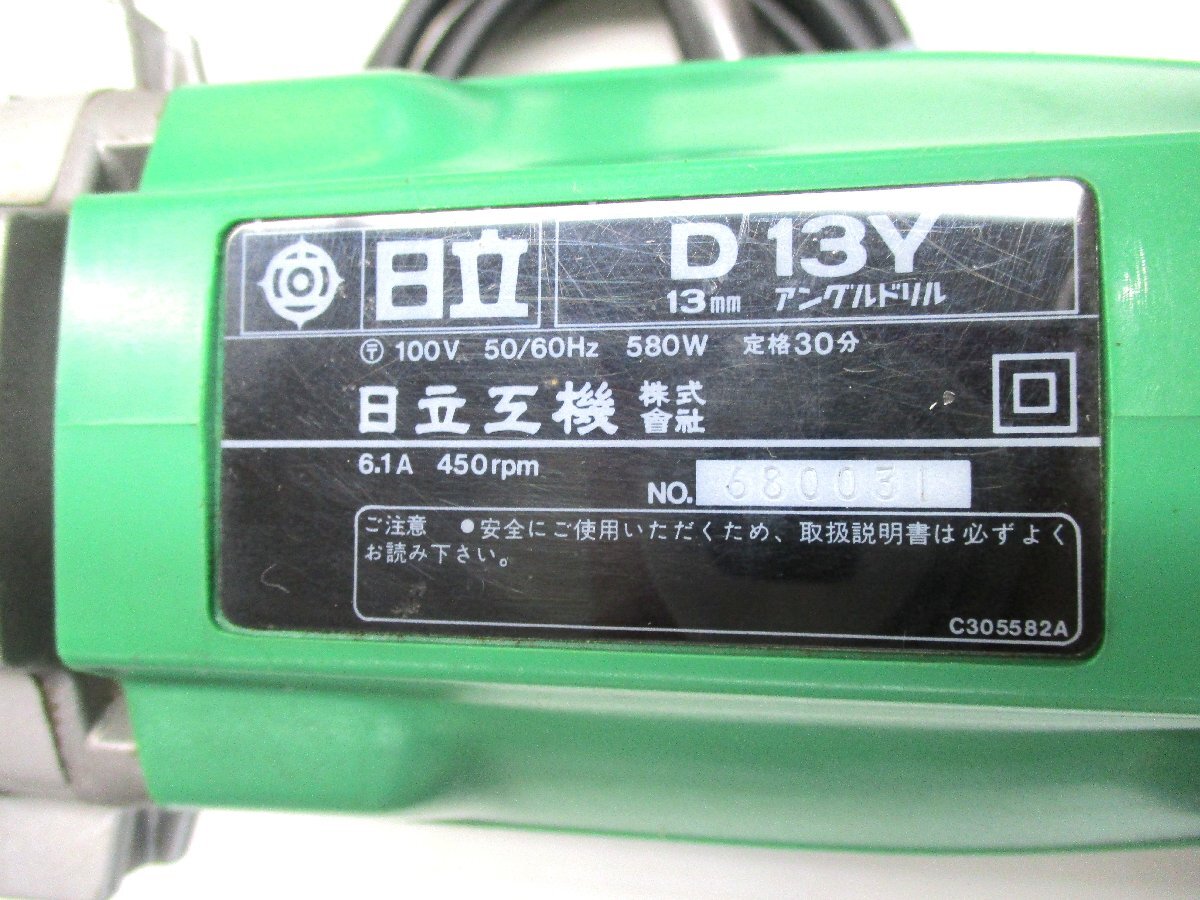 日立 D 13Y
13mm アングルドリル
〒 100V 50/60Hz 580W 定格30分
日立工機 株式會社
6.1A 450rpm
NO. 680031
ご注意 ●安全にご使用いただくため、取扱説明書は必ずよく
お読み下さい。
C305582A